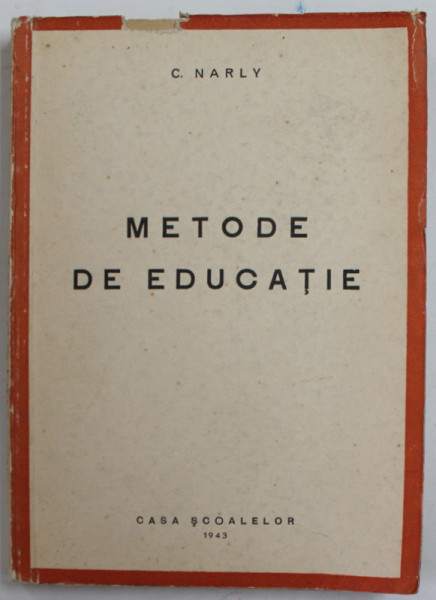 C. NARLY
METODE
DE EDUCAȚIE
CASA ȘCOALELOR
1943